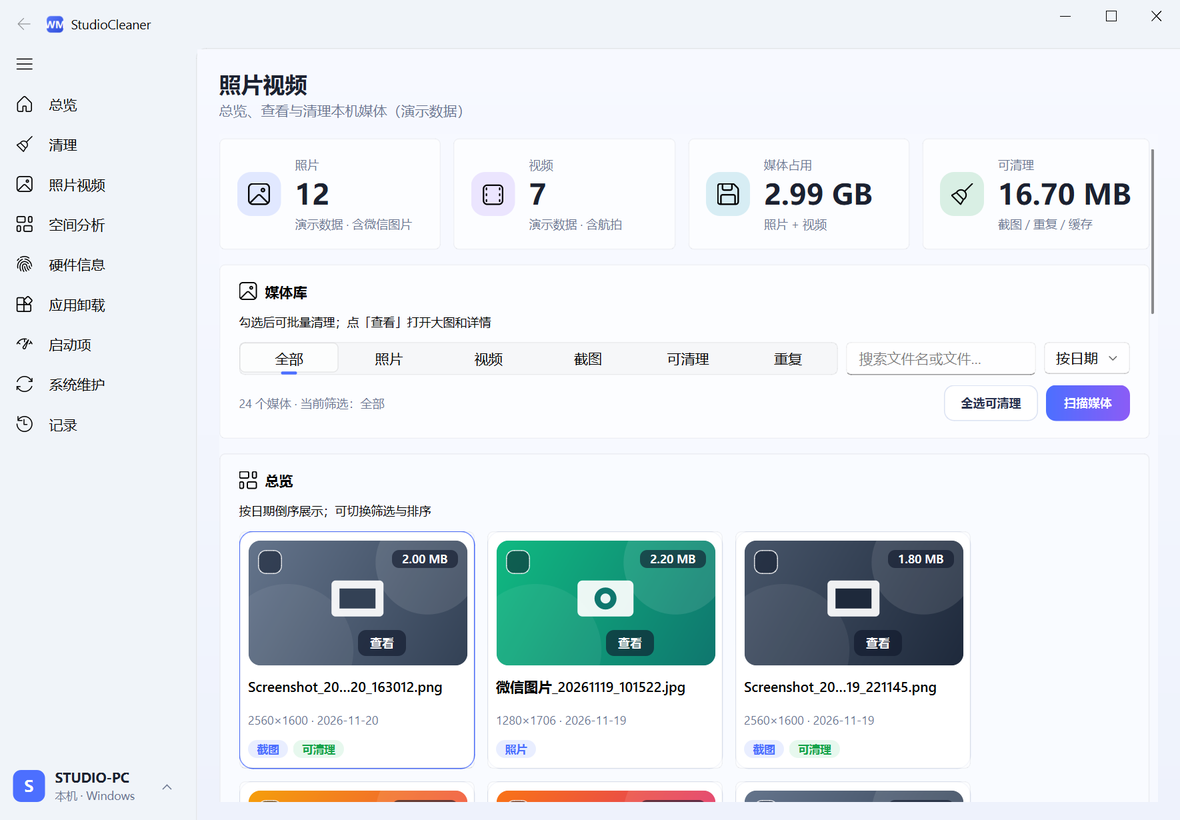 WM StudioCleaner
总览
清理
照片视频
空间分析
硬件信息
应用卸载
启动项
系统维护
记录
S
STUDIO-PC
本机 · Windows
照片视频
总览、查看与清理本机媒体（演示数据）
照片
12
演示数据 · 含微信图片
视频
7
演示数据 · 含航拍
媒体占用
2.99 GB
照片 + 视频
可清理
16.70 MB
截图 / 重复 / 缓存
媒体库
勾选后可批量清理；点「查看」打开大图和详情
全部 照片 视频 截图 可清理 重复
搜索文件名或文件...
按日期
24 个媒体 · 当前筛选：全部
全选可清理
扫描媒体
总览
按日期倒序展示；可切换筛选与排序
2.00 MB
查看
Screenshot_20...20_163012.png
2560×1600 · 2026-11-20
截图 可清理
2.20 MB
查看
微信图片_20261119_101522.jpg
1280×1706 · 2026-11-19
照片
1.80 MB
查看
Screenshot_20...19_221145.png
2560×1600 · 2026-11-19
截图 可清理